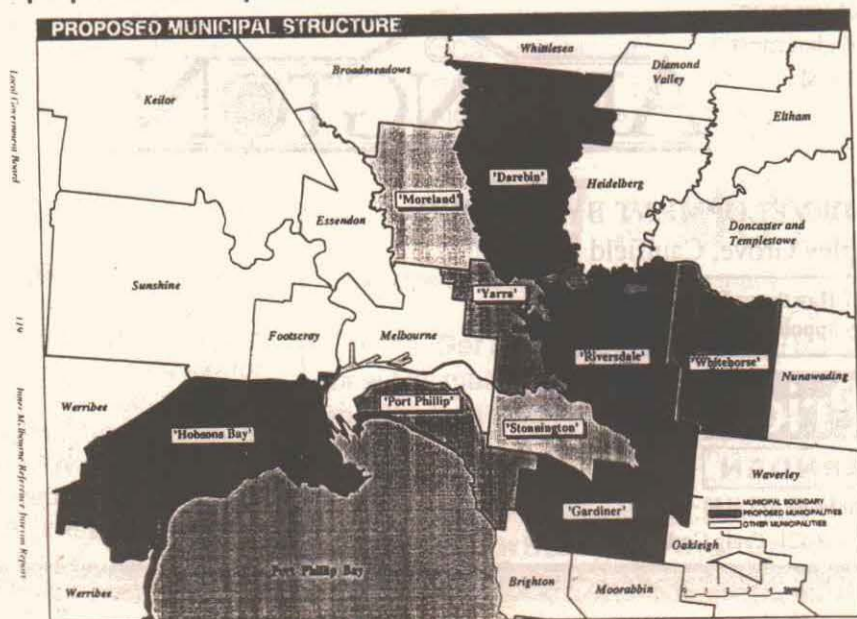 PROPOSED MUNICIPAL STRUCTURE
Whittlesea
Broadmeadows
Diamond
Valley
Keilor
Eltham
'Darebin'
'Moreland'
Heidelberg
Essendon
Doncaster and
Templestowe
Sunshine
'Yarra'
Footscray
Melbourne
'Riversdale'
'Whitehorse'
Nunawading
Werribee
'Port Phillip'
'Hobsons Bay'
'Stonnington'
Waverley
'Gardiner'
MUNICIPAL BOUNDARY
PROPOSED MUNICIPALITIES
OTHER MUNICIPALITIES
Oakleigh
Port Phillip Bay
Werribee
Brighton
Moorabbin
Local Government Board
119
Inner Melbourne Reference Interim Report